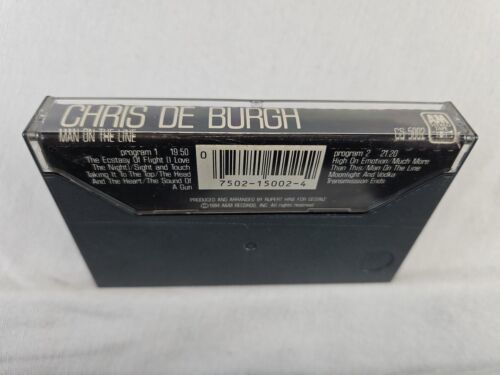 CHRIS DE BURGH
MAN ON THE LINE
CS 5002
A&M
program 1 19:50
The Ecstasy Of Flight (I Love
The Night)/Sight and Touch
Taking It To The Top/The Head
And The Heart/The Sound Of
A Gun
0
7502-15002-4
program 2 21:20
High On Emotion/Much More
Than This/Man On The Line
Moonlight And Vodka
Transmission Ends
PRODUCED AND ARRANGED BY RUPERT HINE FOR
©1984 A&M RECORDS, INC. All rights reserved